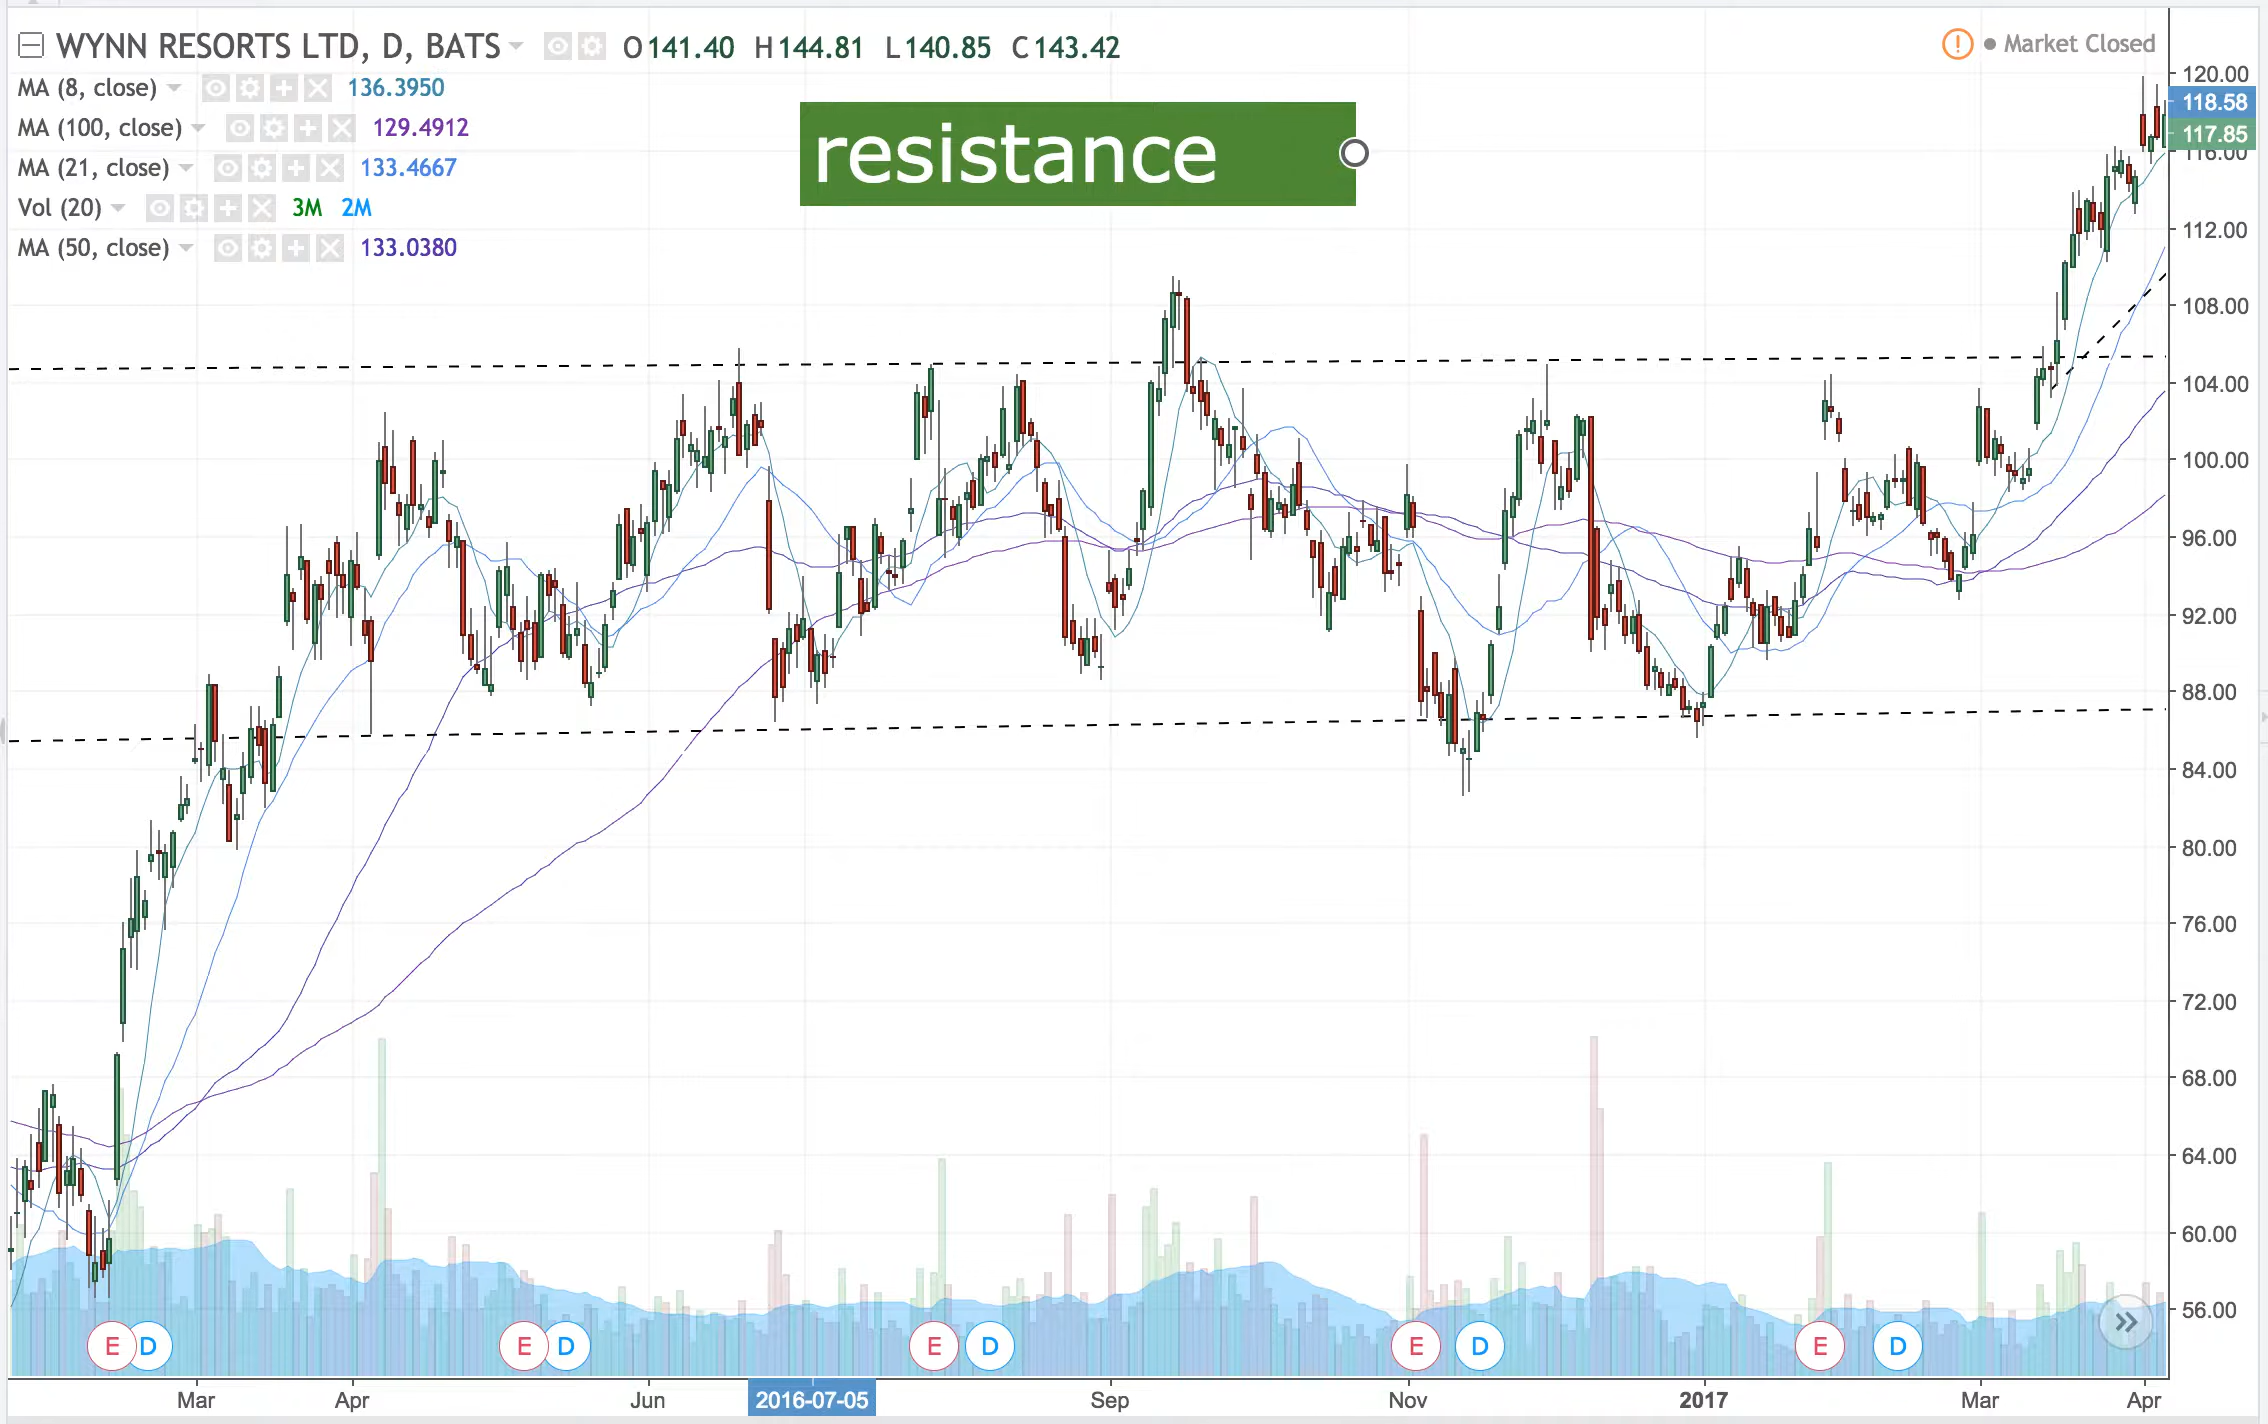 WYNN RESORTS LTD, D, BATS O141.40 H144.81 L140.85 C143.42
! Market Closed
MA (8, close) 136.3950
MA (100, close) 129.4912
MA (21, close) 133.4667
Vol (20) 3M 2M
MA (50, close) 133.0380
resistance
120.00
118.58
117.85
116.00
112.00
108.00
104.00
100.00
96.00
92.00
88.00
84.00
80.00
76.00
72.00
68.00
64.00
60.00
56.00
E D E D E D E D E D
Mar Apr Jun 2016-07-05 Sep Nov 2017 Mar Apr